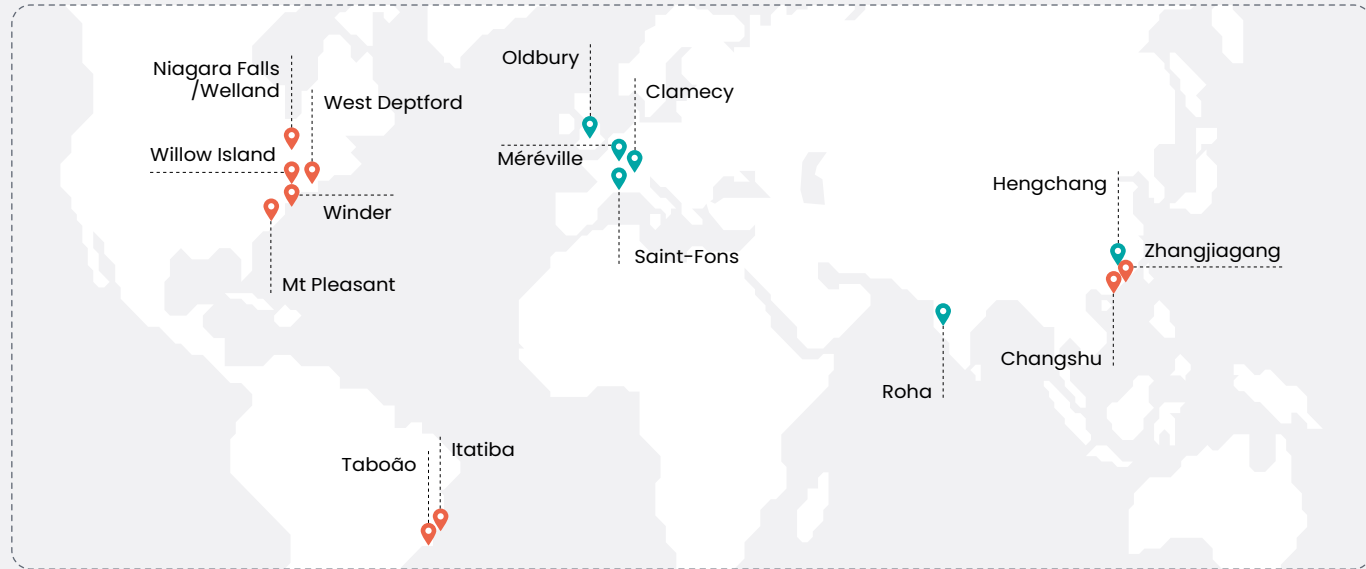 Niagara Falls
/Welland
West Deptford
Willow Island
Winder
Mt Pleasant
Oldbury
Clamecy
Méréville
Saint-Fons
Hengchang
Zhangjiagang
Changshu
Roha
Itatiba
Taboão